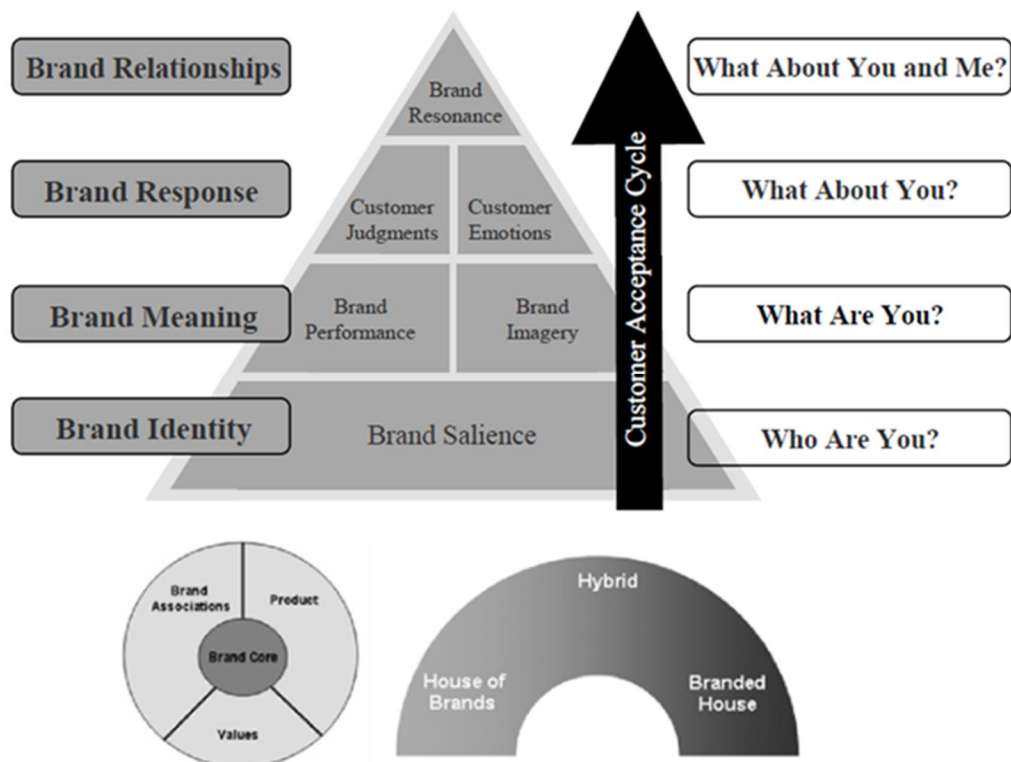 Brand Relationships
Brand
Resonance
What About You and Me?
Brand Response
Customer
Judgments
Customer
Emotions
What About You?
Brand Meaning
Brand
Performance
Brand
Imagery
What Are You?
Brand Identity
Brand Salience
Who Are You?
Customer Acceptance Cycle
Brand
Associations
Product
Brand Core
Values
Hybrid
House of
Brands
Branded
House